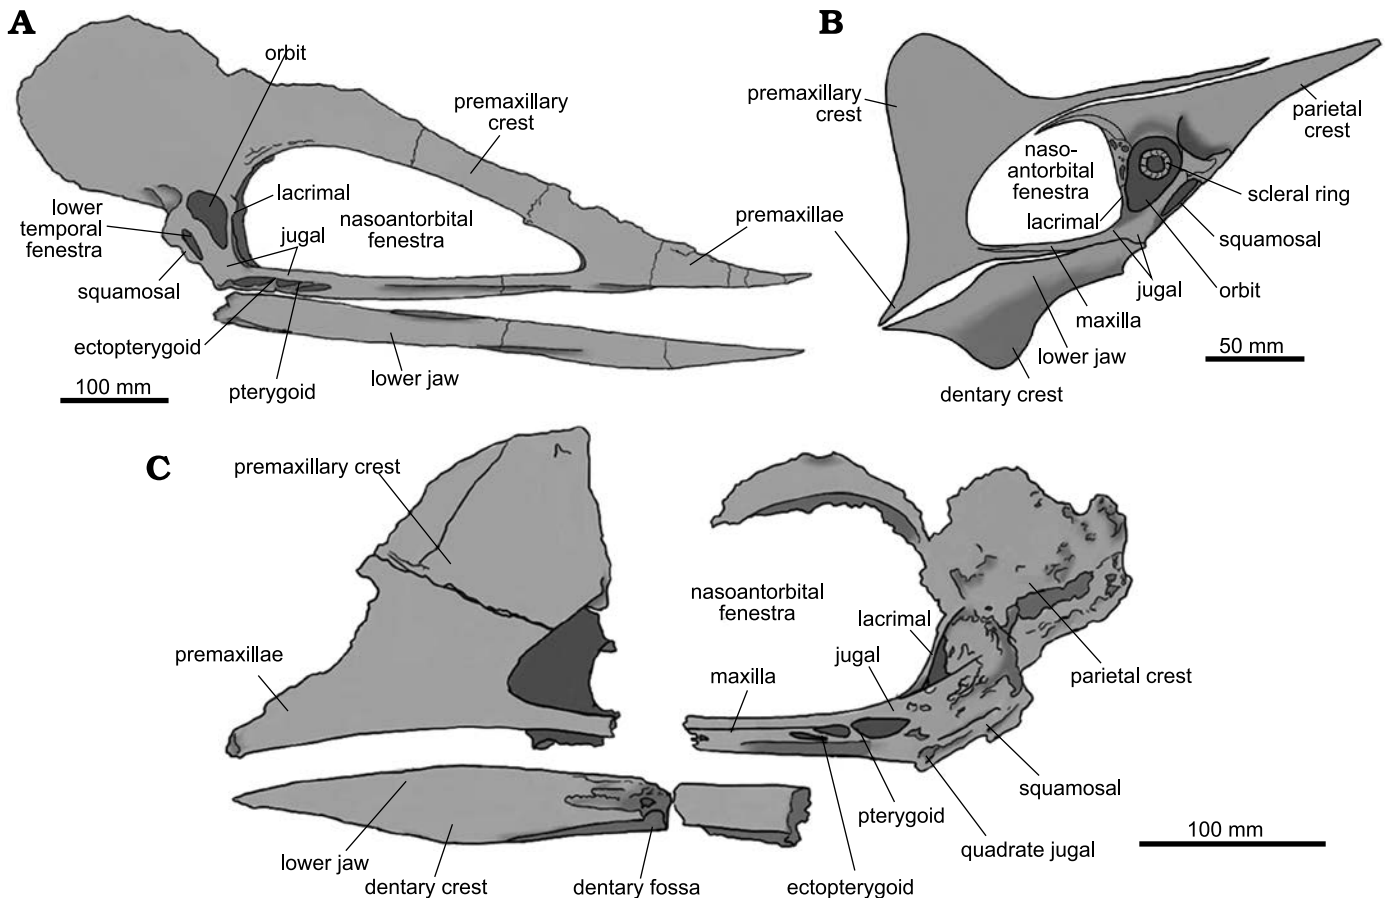 A
orbit
premaxillary
crest
lacrimal
lower
temporal
fenestra
nasoantorbital
fenestra
jugal
premaxillae
squamosal
ectopterygoid
lower jaw
100 mm
pterygoid
B
premaxillary
crest
parietal
crest
naso-
antorbital
fenestra
scleral ring
lacrimal
squamosal
jugal
orbit
maxilla
lower jaw
50 mm
dentary crest
C
premaxillary crest
nasoantorbital
fenestra
lacrimal
jugal
premaxillae
maxilla
parietal crest
squamosal
pterygoid
100 mm
quadrate jugal
lower jaw
dentary crest
dentary fossa
ectopterygoid